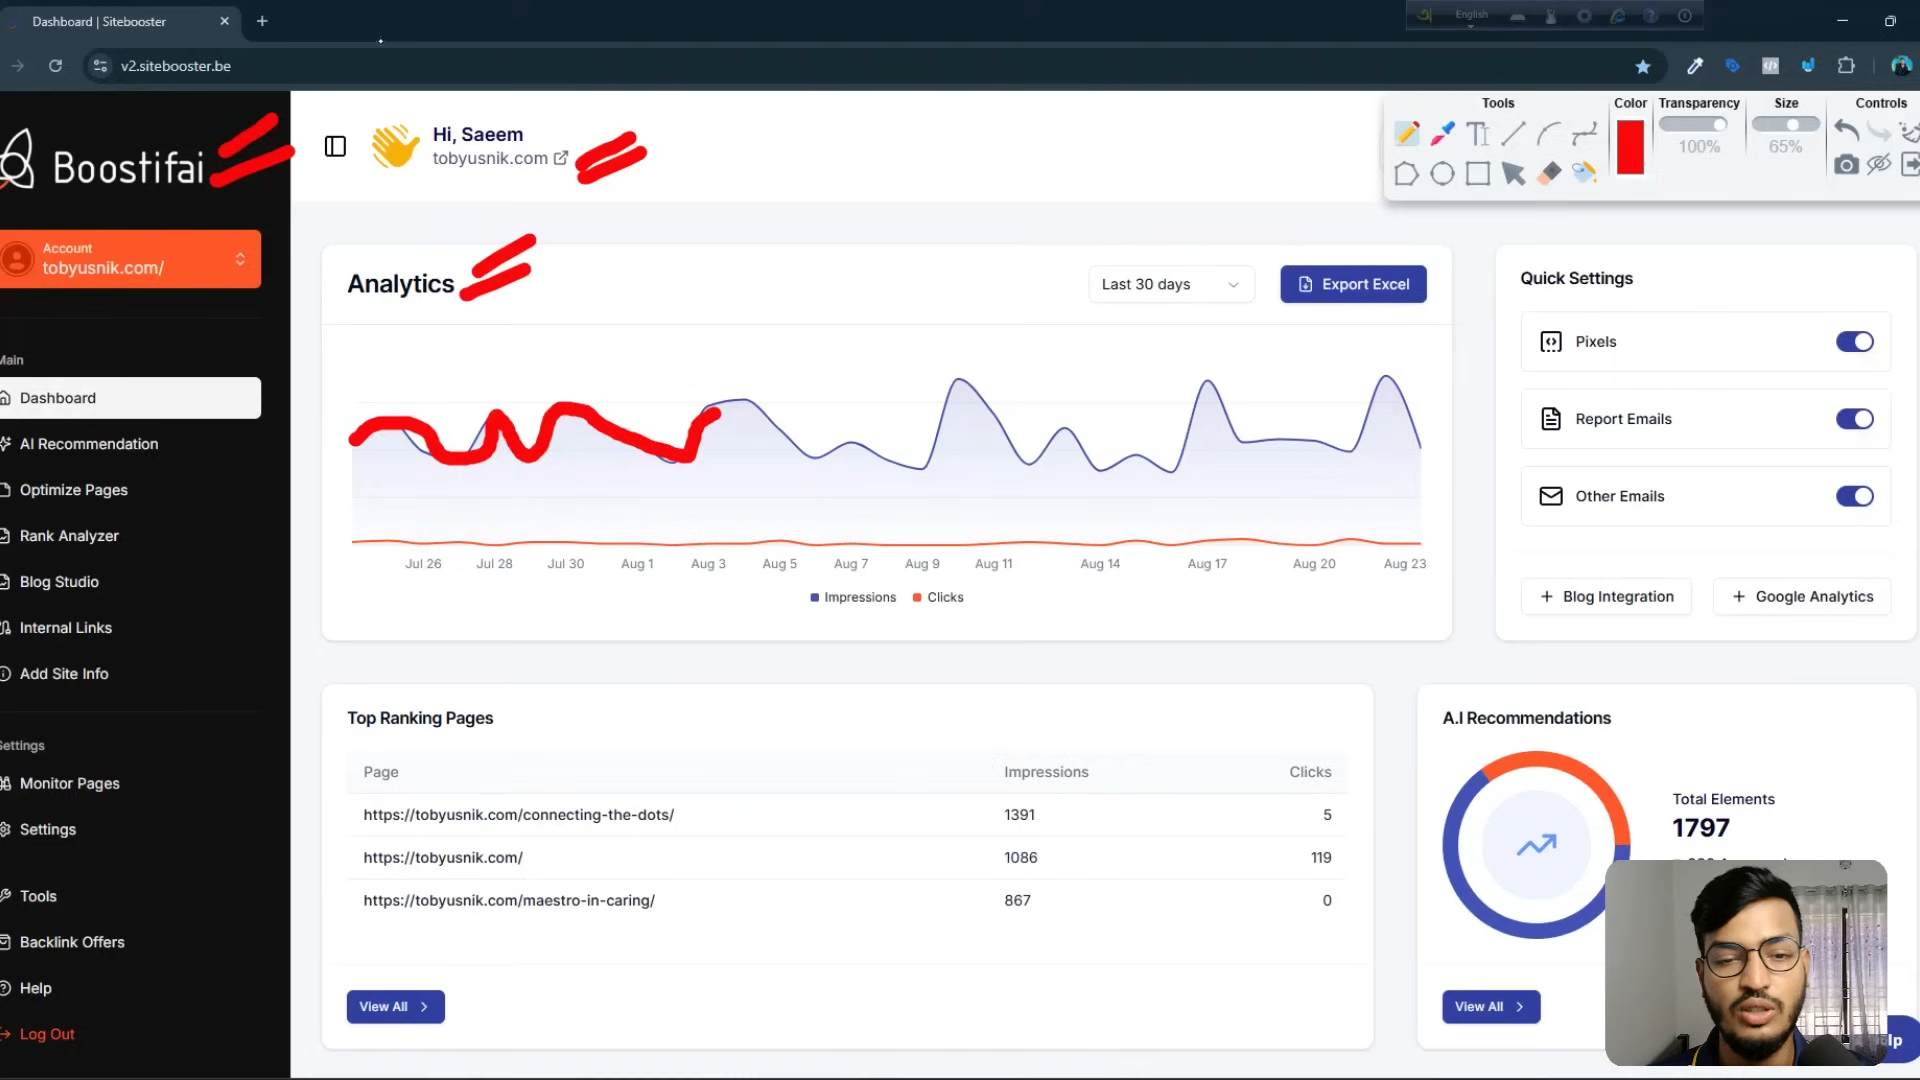 Dashboard | Sitebooster
English
v2.sitebooster.be
Tools
Color
Transparency
Size
Controls
100%
65%
Boostifai
Hi, Saeem
tobyusnik.com
Account
tobyusnik.com/
Main
Dashboard
AI Recommendation
Optimize Pages
Rank Analyzer
Blog Studio
Internal Links
Add Site Info
Settings
Monitor Pages
Settings
Tools
Backlink Offers
Help
Log Out
Analytics
Last 30 days
Export Excel
Jul 26
Jul 28
Jul 30
Aug 1
Aug 3
Aug 5
Aug 7
Aug 9
Aug 11
Aug 14
Aug 17
Aug 20
Aug 23
Impressions
Clicks
Quick Settings
Pixels
Report Emails
Other Emails
Blog Integration
Google Analytics
Top Ranking Pages
Page Impressions Clicks
https://tobyusnik.com/connecting-the-dots/ 1391 5
https://tobyusnik.com/ 1086 119
https://tobyusnik.com/maestro-in-caring/ 867 0
View All
A.I Recommendations
Total Elements
1797
View All